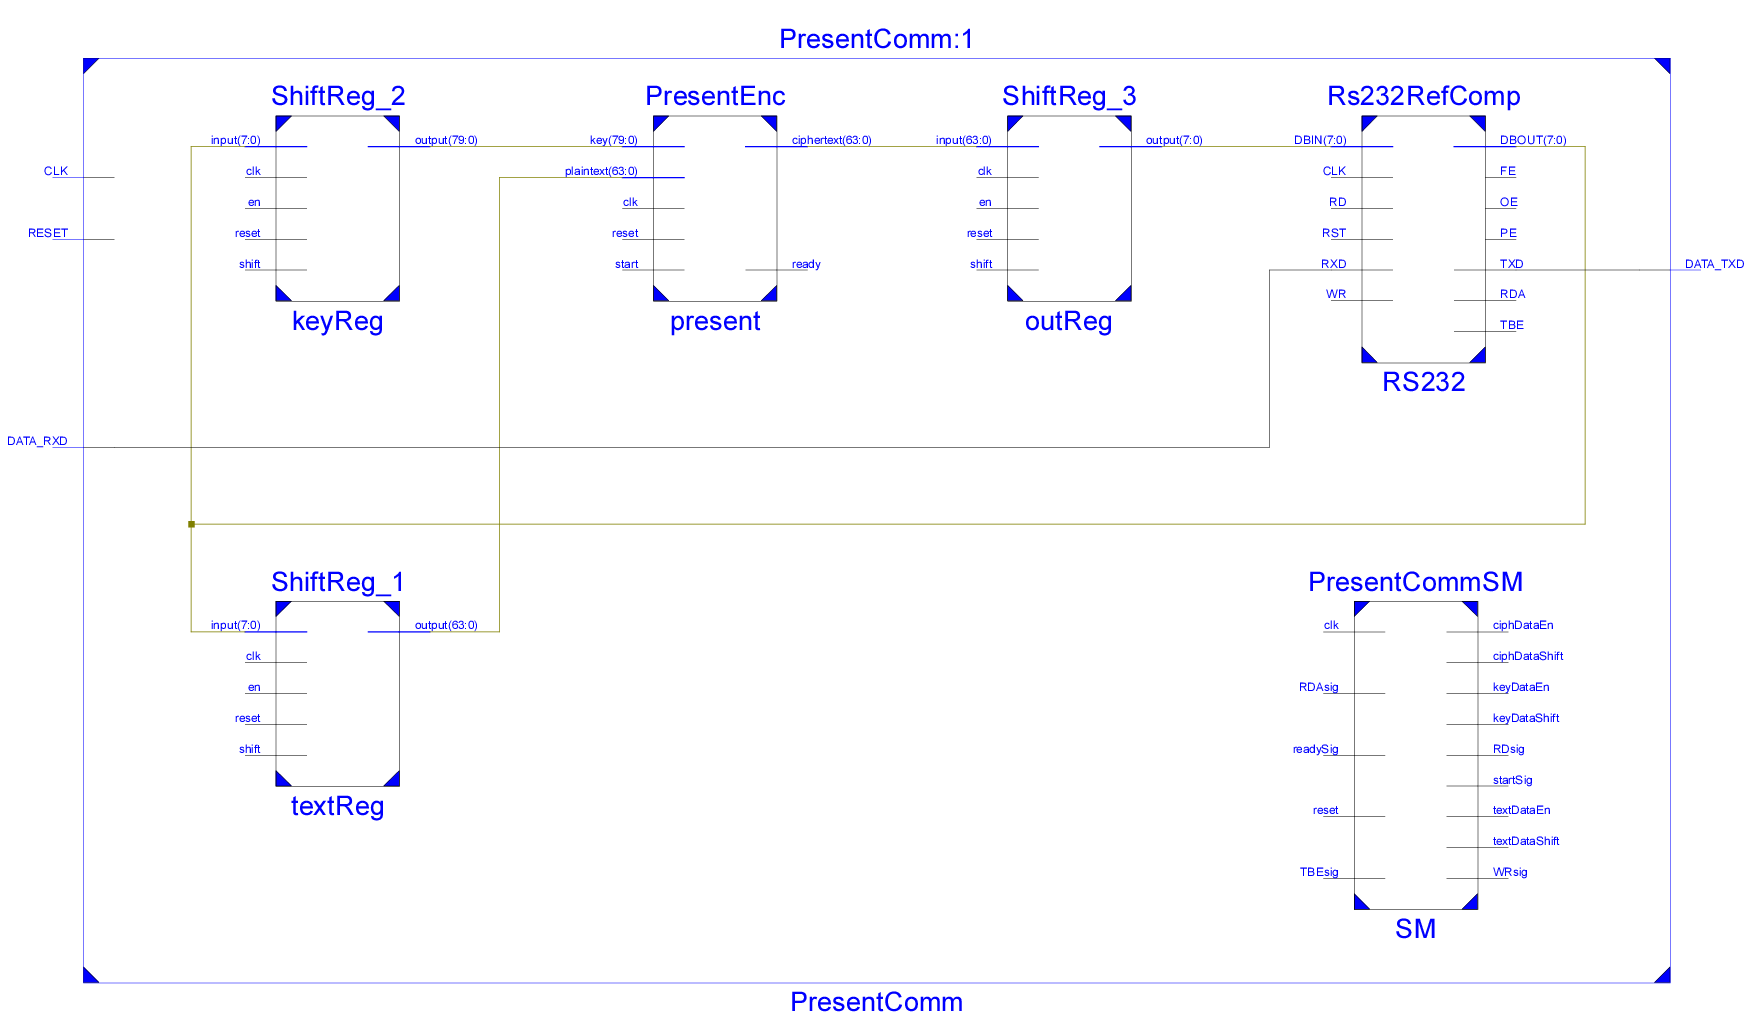 PresentComm:1
ShiftReg_2
PresentEnc
ShiftReg_3
Rs232RefComp
input(7:0)
output(79:0)
key(79:0)
ciphertext(63:0)
input(63:0)
output(7:0)
DBIN(7:0)
DBOUT(7:0)
CLK
clk
plaintext(63:0)
clk
CLK
FE
en
clk
en
RD
OE
RESET
reset
reset
reset
RST
PE
shift
start
ready
shift
RXD
TXD
DATA_TXD
WR
RDA
TBE
keyReg
present
outReg
RS232
DATA_RXD
ShiftReg_1
PresentCommSM
input(7:0)
output(63:0)
clk
ciphDataEn
clk
ciphDataShift
en
RDAsig
keyDataEn
reset
keyDataShift
shift
readySig
RDsig
startSig
textReg
reset
textDataEn
textDataShift
TBEsig
WRsig
SM
PresentComm